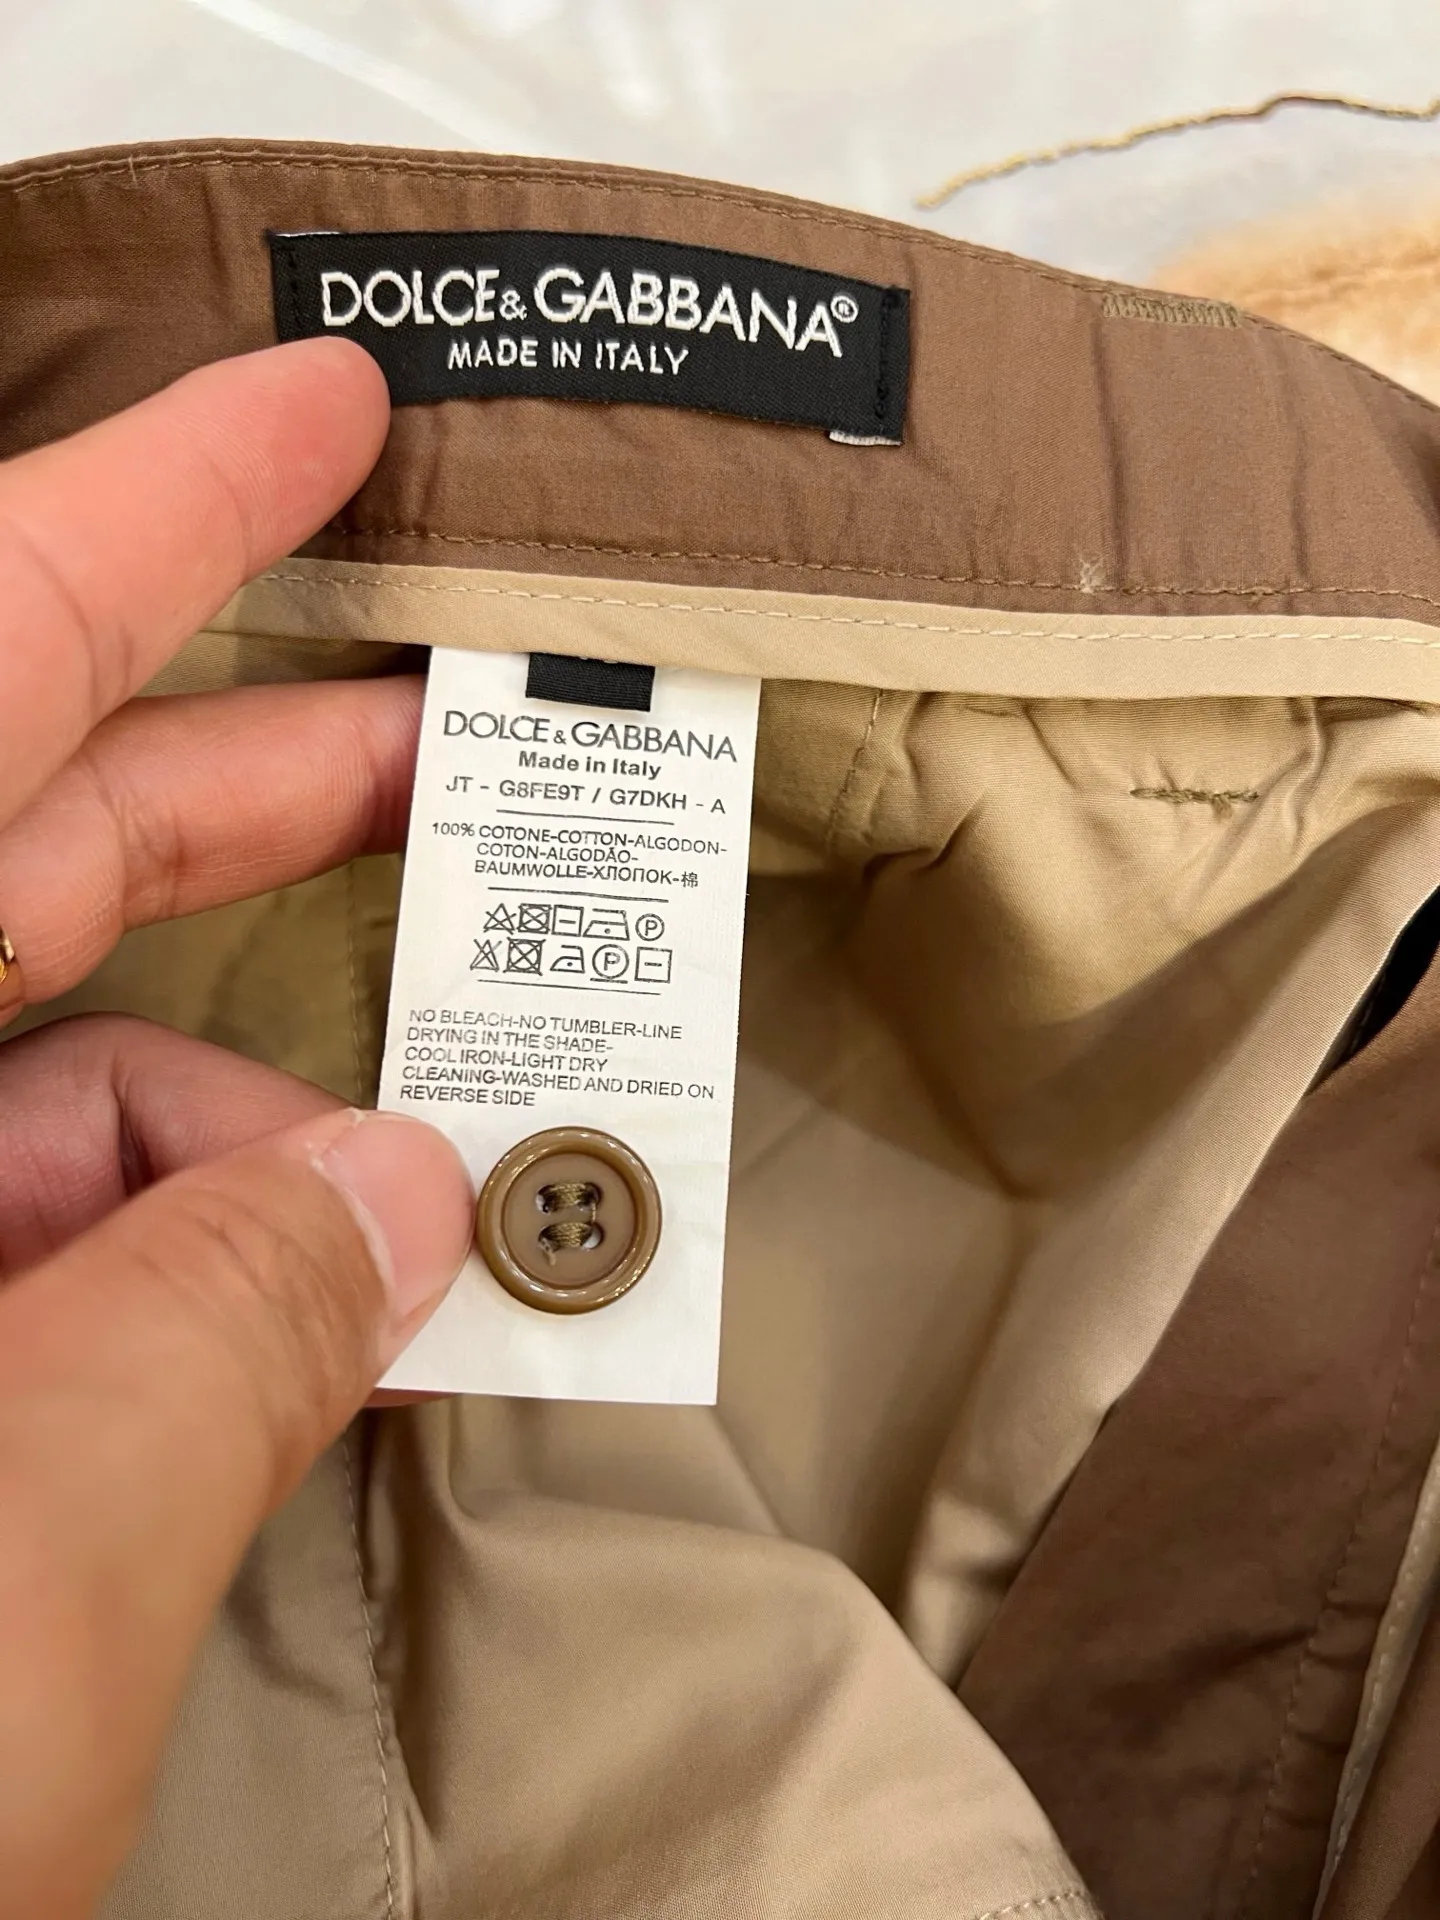 DOLCE&GABBANA®
MADE IN ITALY
DOLCE&GABBANA
Made in Italy
JT - G8FE9T / G7DKH - A
100% COTONE-COTTON-ALGODON-
COTON-ALGODÃO-
BAUMWOLLE-ХЛОПОК-棉
P
P
NO BLEACH-NO TUMBLER-LINE
DRYING IN THE SHADE-
COOL IRON-LIGHT DRY
CLEANING-WASHED AND DRIED ON
REVERSE SIDE